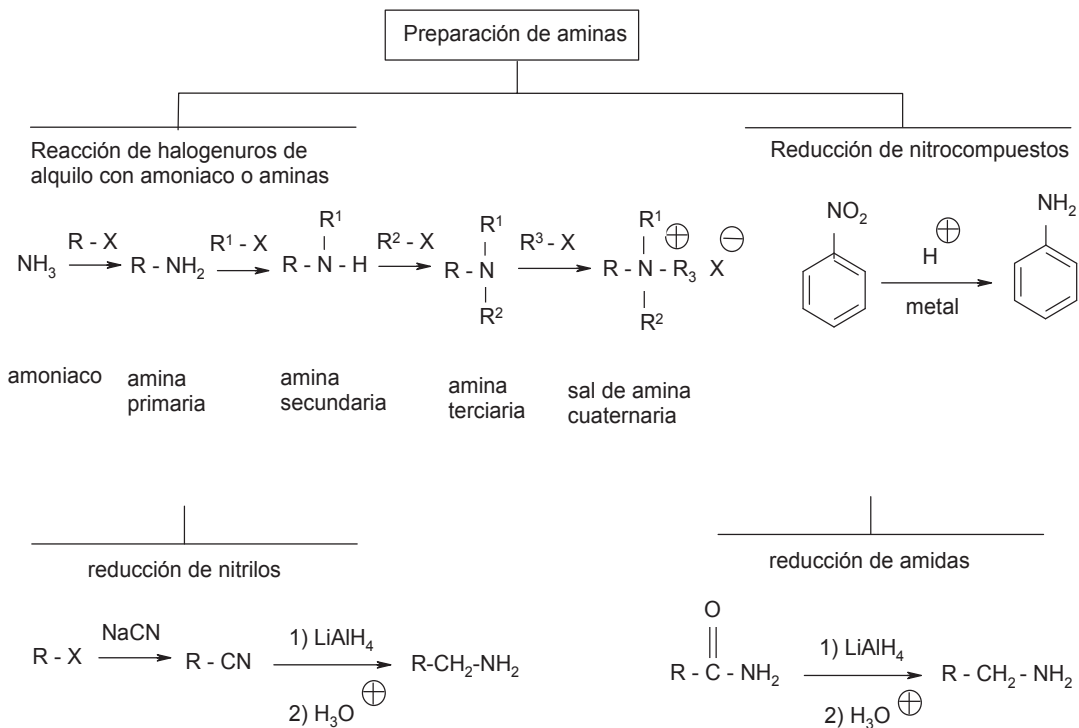 Preparación de aminas
Reacción de halogenuros de
alquilo con amoniaco o aminas
R¹ R¹ R¹
NH₃ R - X R - NH₂ R¹ - X R - N - H R² - X R - N R³ - X R - N - R₃ ⊕ X ⊖
R² R²
amoniaco amina primaria amina secundaria amina terciaria sal de amina cuaternaria
Reducción de nitrocompuestos
NO₂ H ⊕ NH₂
metal
reducción de nitrilos
R - X NaCN R - CN 1) LiAlH₄ R-CH₂-NH₂
2) H₃O ⊕
reducción de amidas
O
R - C - NH₂ 1) LiAlH₄ R - CH₂ - NH₂
2) H₃O ⊕